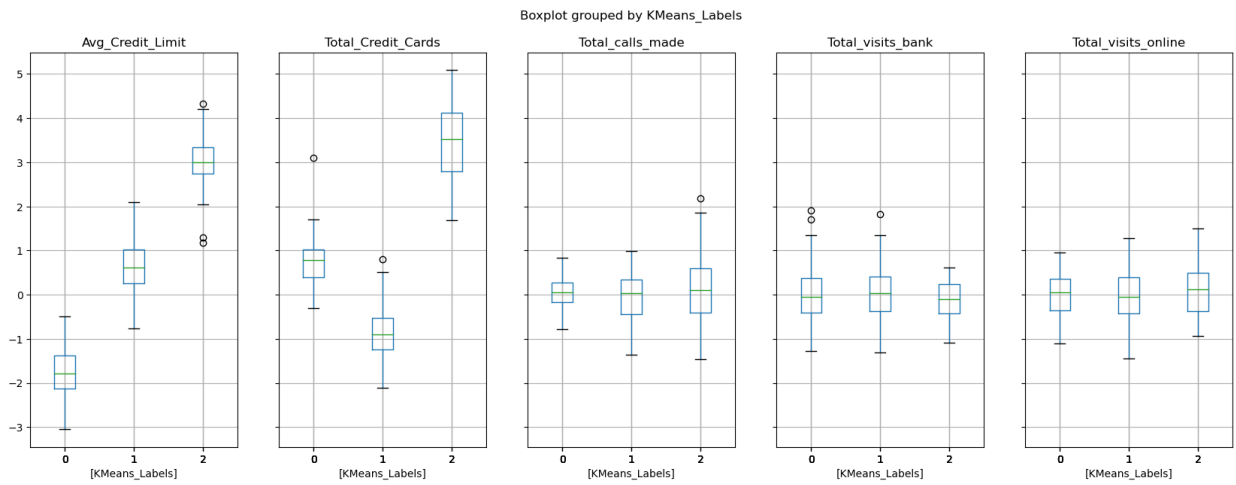 Boxplot grouped by KMeans_Labels
Avg_Credit_Limit
Total_Credit_Cards
Total_calls_made
Total_visits_bank
Total_visits_online
5
4
3
2
1
0
−1
−2
−3
0 1 2
[KMeans_Labels]
0 1 2
[KMeans_Labels]
0 1 2
[KMeans_Labels]
0 1 2
[KMeans_Labels]
0 1 2
[KMeans_Labels]